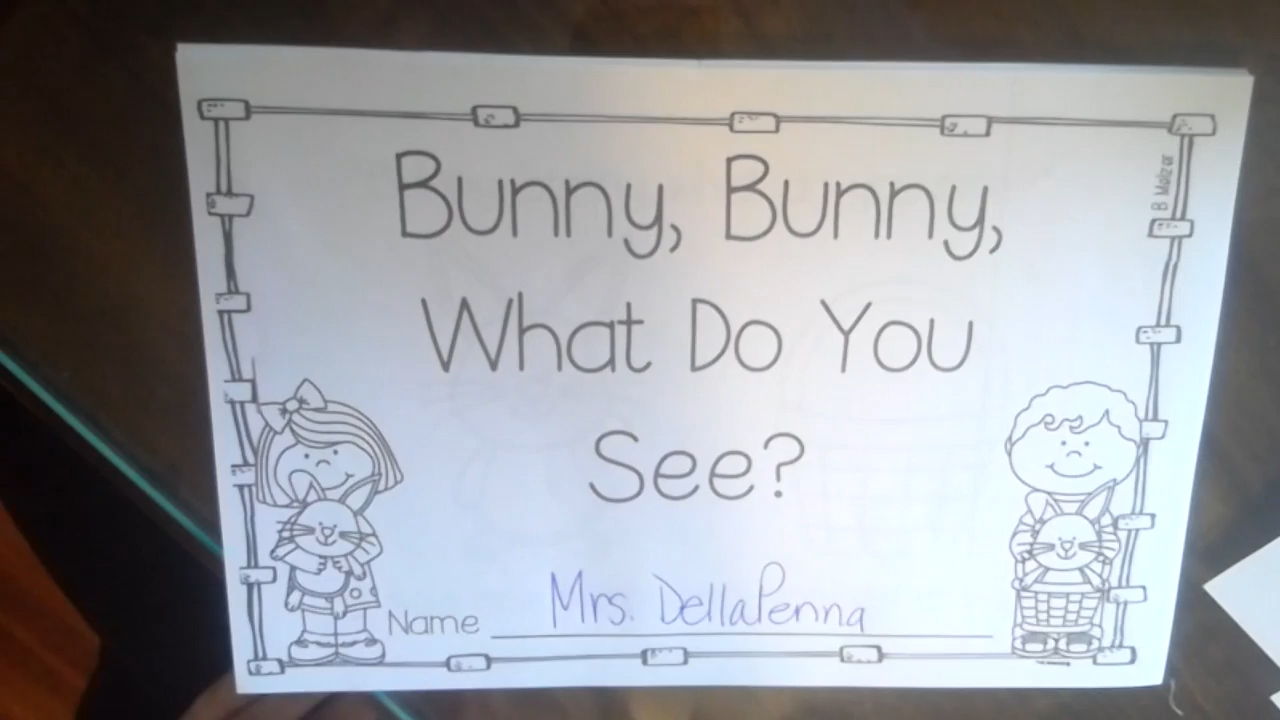 Bunny, Bunny,
What Do You
See?
Name Mrs. DellaPenna
B Melzer